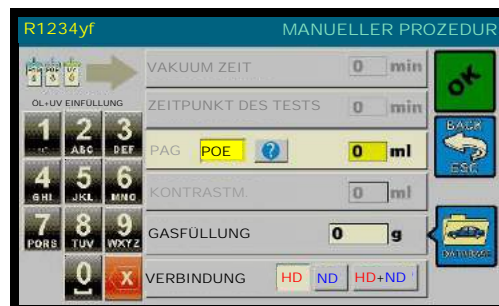 R1234yf MANUELLER PROZEDUR
VAKUUM ZEIT 0 min
OK
ÖL+UV EINFÜLLUNG
ZEITPUNKT DES TESTS 0 min
1 2 ABC 3 DEF
BACK
ESC
PAG POE ? 0 ml
4 GHI 5 JKL 6 MNO
KONTRASTM. 0 ml
7 PQRS 8 TUV 9 WXYZ
GASFÜLLUNG 0 g
DATABASE
0 X
VERBINDUNG HD ND HD+ND